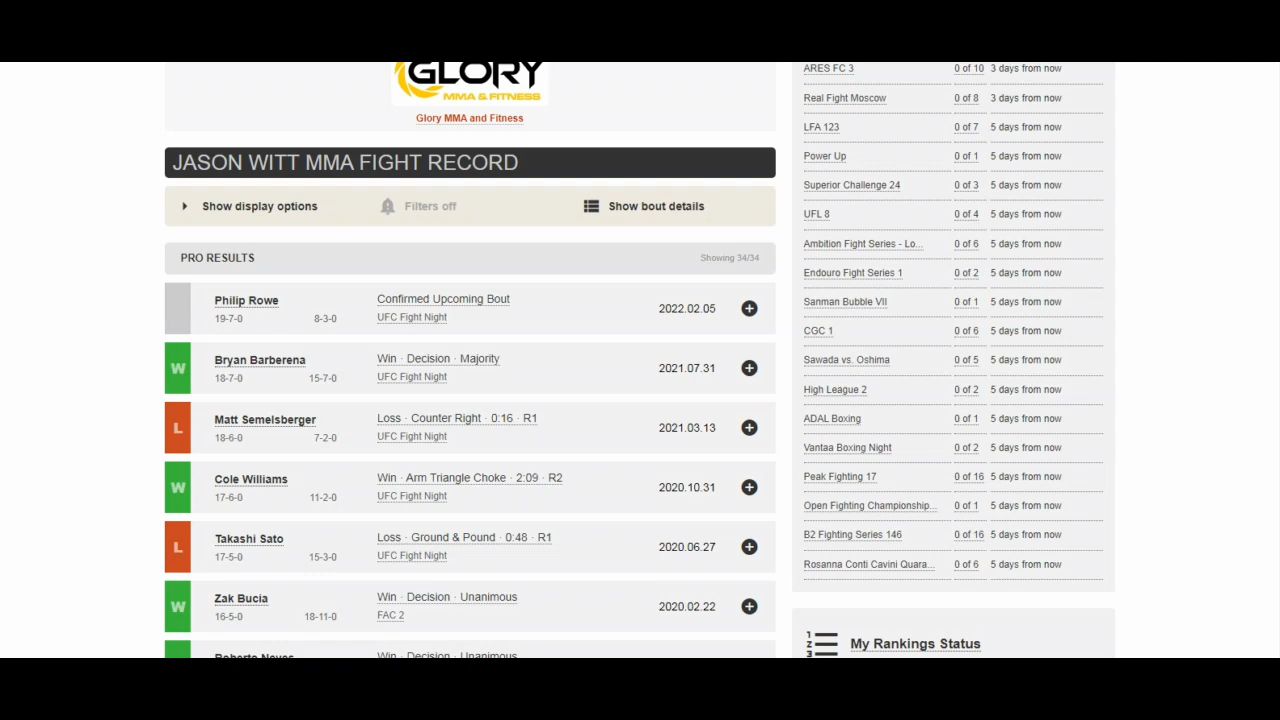 GLORY
MMA & FITNESS
Glory MMA and Fitness
JASON WITT MMA FIGHT RECORD
Show display options
Filters off
Show bout details
PRO RESULTS
Showing 34/34
Philip Rowe
19-7-0 8-3-0
Confirmed Upcoming Bout
UFC Fight Night
2022.02.05
W
Bryan Barberena
18-7-0 15-7-0
Win · Decision · Majority
UFC Fight Night
2021.07.31
L
Matt Semelsberger
18-6-0 7-2-0
Loss · Counter Right · 0:16 · R1
UFC Fight Night
2021.03.13
W
Cole Williams
17-6-0 11-2-0
Win · Arm Triangle Choke · 2:09 · R2
UFC Fight Night
2020.10.31
L
Takashi Sato
17-5-0 15-3-0
Loss · Ground & Pound · 0:48 · R1
UFC Fight Night
2020.06.27
W
Zak Bucia
16-5-0 18-11-0
Win · Decision · Unanimous
FAC 2
2020.02.22
Roberto Neves
Win · Decision · Unanimous
ARES FC 3 0 of 10 3 days from now
Real Fight Moscow 0 of 8 3 days from now
LFA 123 0 of 7 5 days from now
Power Up 0 of 1 5 days from now
Superior Challenge 24 0 of 3 5 days from now
UFL 8 0 of 4 5 days from now
Ambition Fight Series - Lo... 0 of 6 5 days from now
Endouro Fight Series 1 0 of 2 5 days from now
Sanman Bubble VII 0 of 1 5 days from now
CGC 1 0 of 6 5 days from now
Sawada vs. Oshima 0 of 5 5 days from now
High League 2 0 of 2 5 days from now
ADAL Boxing 0 of 1 5 days from now
Vantaa Boxing Night 0 of 2 5 days from now
Peak Fighting 17 0 of 16 5 days from now
Open Fighting Championship... 0 of 1 5 days from now
B2 Fighting Series 146 0 of 16 5 days from now
Rosanna Conti Cavini Quara... 0 of 6 5 days from now
1
2
3
My Rankings Status